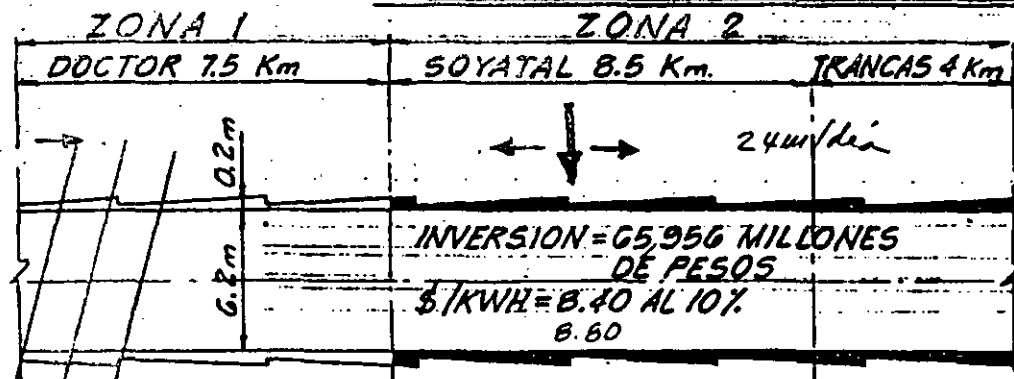 ZONA 1 ZONA 2
DOCTOR 7.5 Km SOYATAL 8.5 Km. TRANCAS 4 Km
0.2m
24m/día
6.2m
INVERSION=65,956 MILLONES
DE PESOS
$/KWH=8.40 AL 10%
8.60